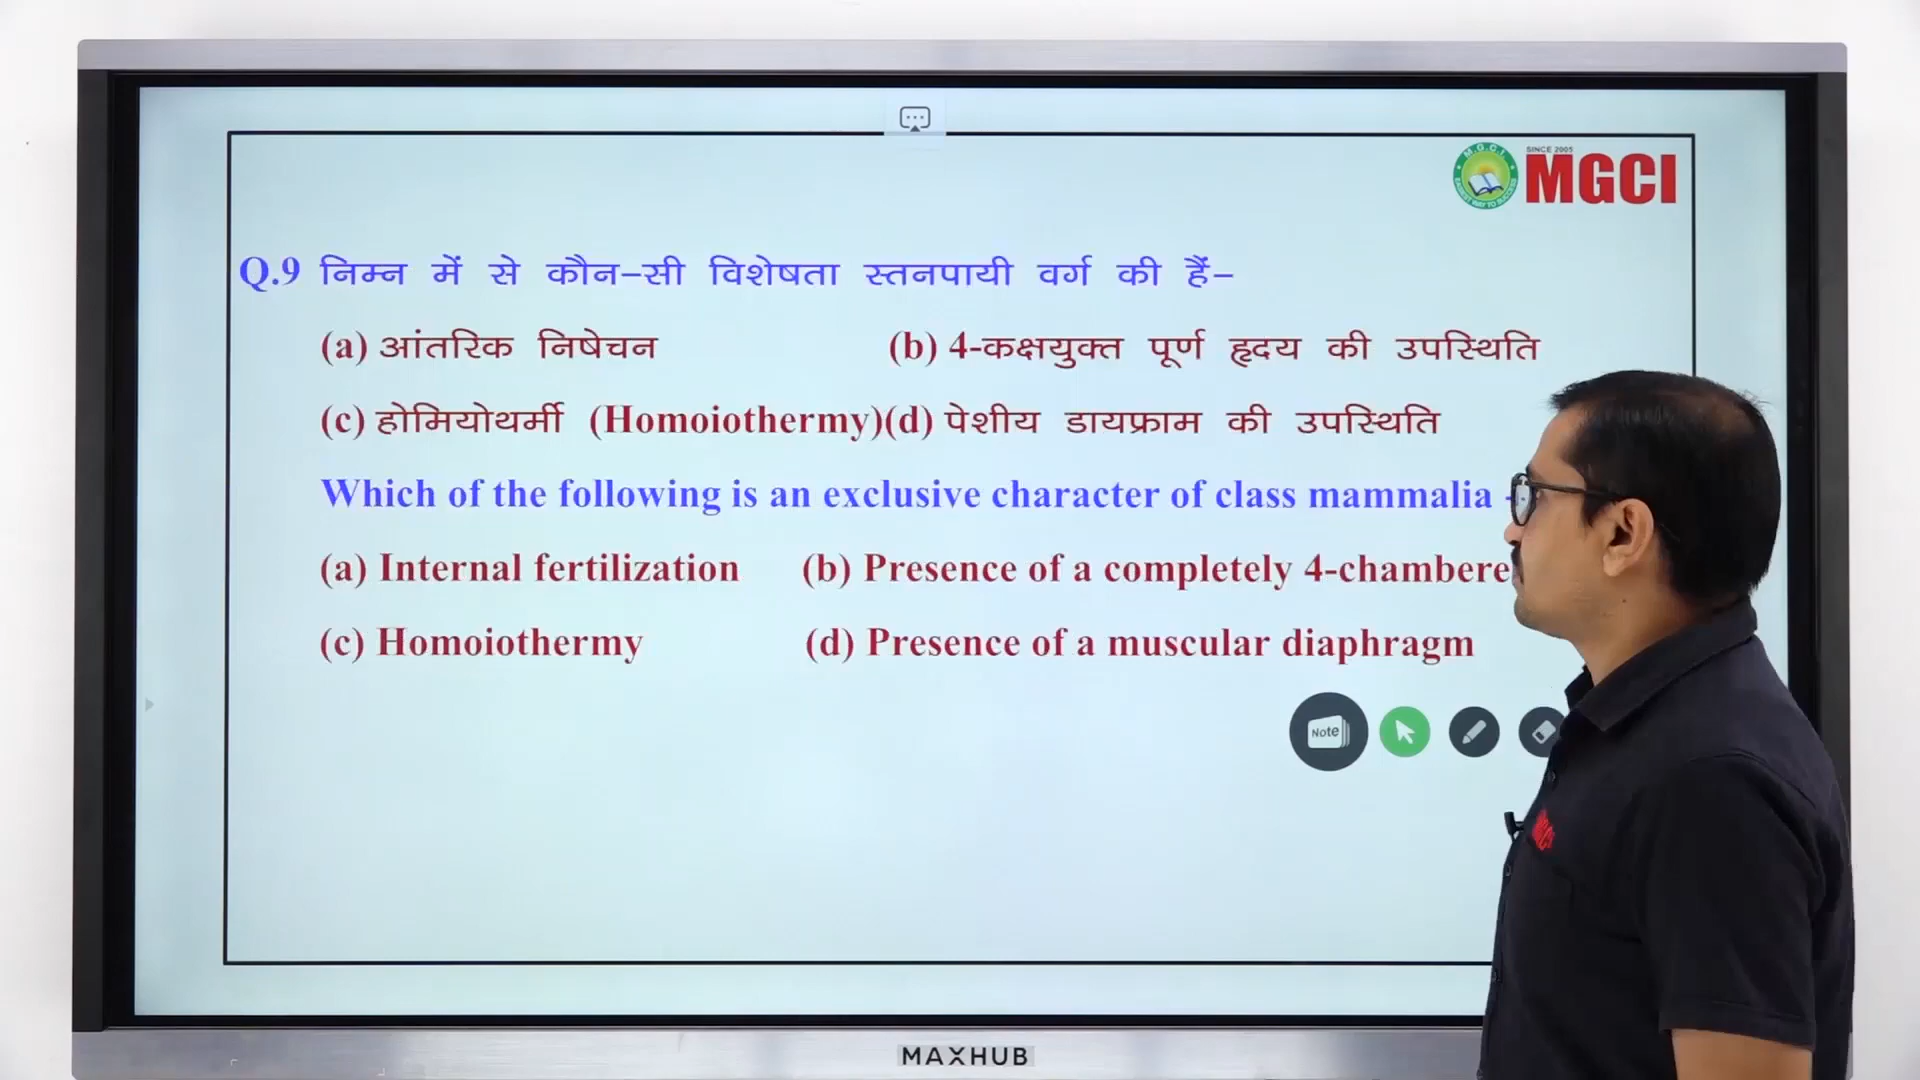 SINCE 2005
M.G.C.I.
MGCI
Q.9 निम्न में से कौन-सी विशेषता स्तनपायी वर्ग की हैं-
(a) आंतरिक निषेचन (b) 4-कक्षयुक्त पूर्ण हृदय की उपस्थिति
(c) होमियोथर्मी (Homoiothermy)(d) पेशीय डायफ्राम की उपस्थिति
Which of the following is an exclusive character of class mammalia -
(a) Internal fertilization (b) Presence of a completely 4-chambere
(c) Homoiothermy (d) Presence of a muscular diaphragm
Note
MAXHUB